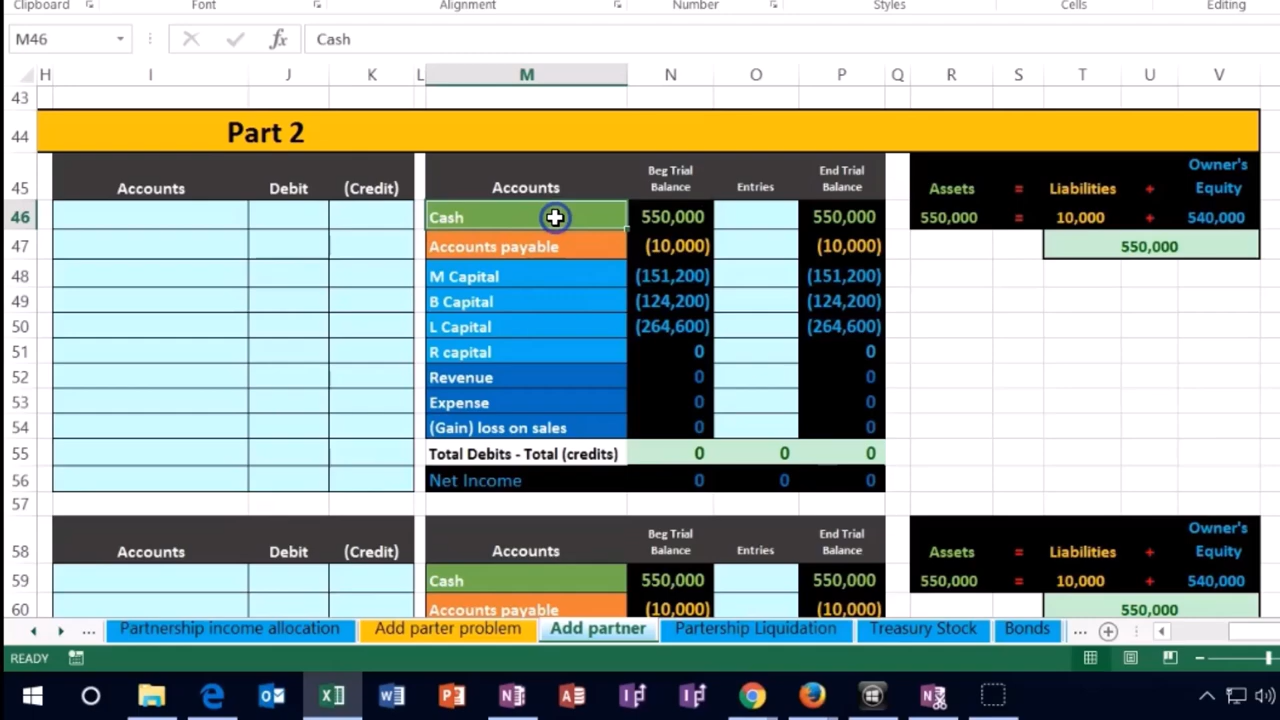 Clipboard Font Alignment Number Styles Cells Editing
M46 fx Cash
H I J K L M N O P Q R S T U V
43
44 Part 2
45 Accounts Debit (Credit) Accounts Beg Trial Balance Entries End Trial Balance Assets = Liabilities + Owner's Equity
46 Cash 550,000 550,000 550,000 = 10,000 + 540,000
47 Accounts payable (10,000) (10,000) 550,000
48 M Capital (151,200) (151,200)
49 B Capital (124,200) (124,200)
50 L Capital (264,600) (264,600)
51 R capital 0 0
52 Revenue 0 0
53 Expense 0 0
54 (Gain) loss on sales 0 0
55 Total Debits - Total (credits) 0 0 0
56 Net Income 0 0 0
57
58 Accounts Debit (Credit) Accounts Beg Trial Balance Entries End Trial Balance Assets = Liabilities + Owner's Equity
59 Cash 550,000 550,000 550,000 = 10,000 + 540,000
60 Accounts payable (10,000) (10,000) 550,000
... Partnership income allocation Add parter problem Add partner Partership Liquidation Treasury Stock Bonds ...
READY